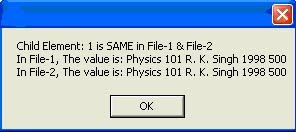 Child Element: 1 is SAME in File-1 & File-2
In File-1, The value is: Physics 101 R. K. Singh 1998 500
In File-2, The value is: Physics 101 R. K. Singh 1998 500
OK